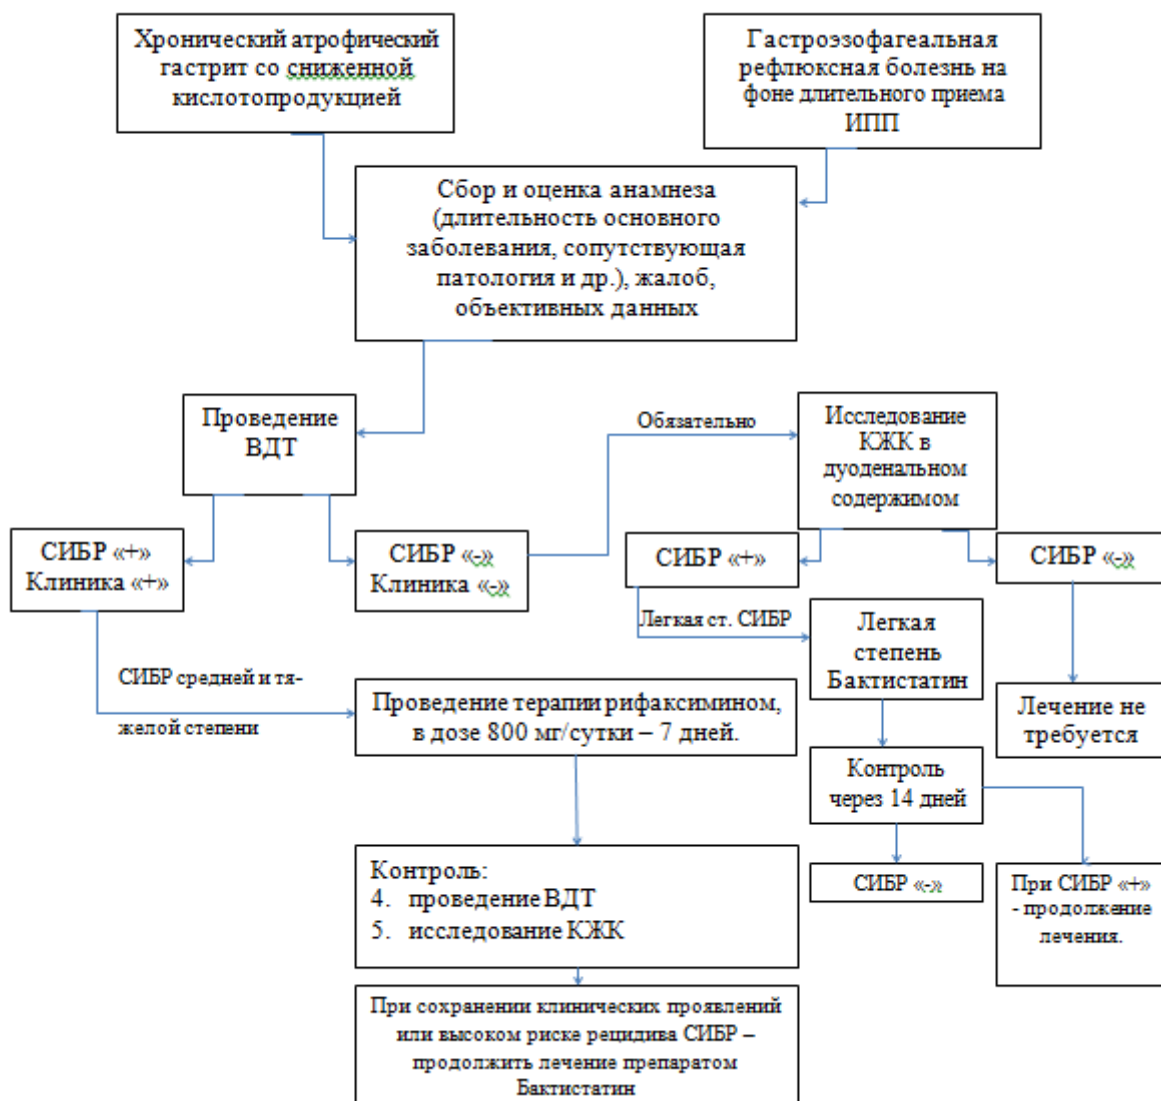 Хронический атрофический
гастрит со сниженной
кислотопродукцией
Гастроэзофагеальная
рефлюксная болезнь на
фоне длительного приема
ИПП
Сбор и оценка анамнеза
(длительность основного
заболевания, сопутствующая
патология и др.), жалоб,
объективных данных
Проведение
ВДТ
Обязательно
Исследование
КЖК в
дуоденальном
содержимом
СИБР «+»
Клиника «+»
СИБР «-»
Клиника «-»
СИБР «+»
СИБР «-»
Легкая ст. СИБР
Легкая
степень
Бактистатин
СИБР средней и тя-
желой степени
Проведение терапии рифаксимином,
в дозе 800 мг/сутки – 7 дней.
Лечение не
требуется
Контроль
через 14 дней
Контроль:
4. проведение ВДТ
5. исследование КЖК
СИБР «-»
При СИБР «+»
- продолжение
лечения.
При сохранении клинических проявлений
или высоком риске рецидива СИБР –
продолжить лечение препаратом
Бактистатин